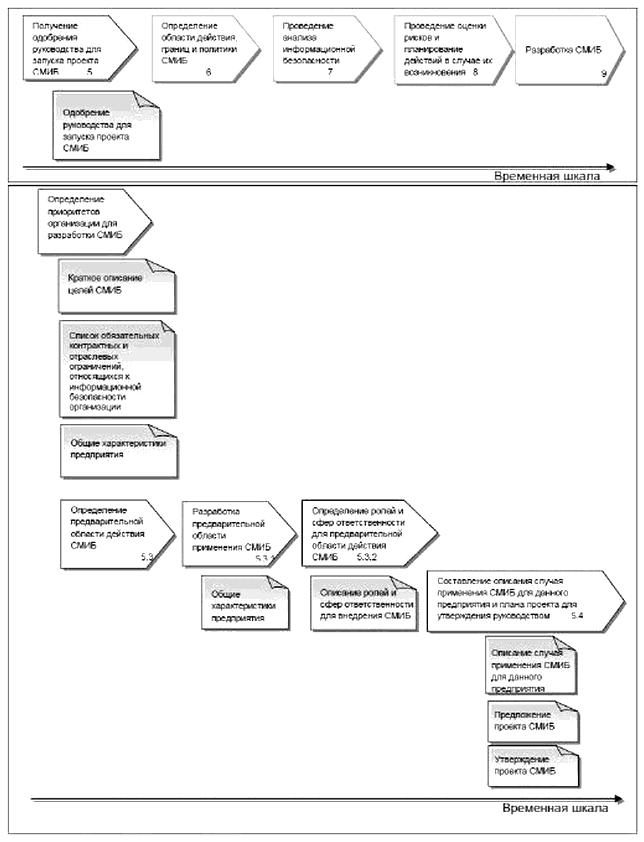 Получение
одобрения
руководства для
запуска проекта
СМИБ 5
Определение
области действия,
границ и политики
СМИБ
6
Проведение
анализа
информационной
безопасности
7
Проведение оценки
рисков и
планирование
действий в случае их
возникновения 8
Разработка СМИБ
9
Одобрение
руководства для
запуска проекта
СМИБ
Временная шкала
Определение
приоритетов
организации для
разработки СМИБ
Краткое описание
целей СМИБ
Список обязательных
контрактных и
отраслевых
ограничений,
относящихся к
информационной
безопасности
организации
Общие характеристики
предприятия
Определение
предварительной
области действия
СМИБ
5.3
Разработка
предварительной
области
применения СМИБ
5.3.1
Определение ролей и
сфер ответственности
для предварительной
области действия
СМИБ 5.3.2
Общие
характеристики
предприятия
Описание ролей и
сфер ответственности
для внедрения СМИБ
Составление описания случая
применения СМИБ для данного
предприятия и плана проекта для
утверждения руководством 5.4
Описание случая
применения СМИБ
для данного
предприятия
Предложение
проекта СМИБ
Утверждение
проекта СМИБ
Временная шкала